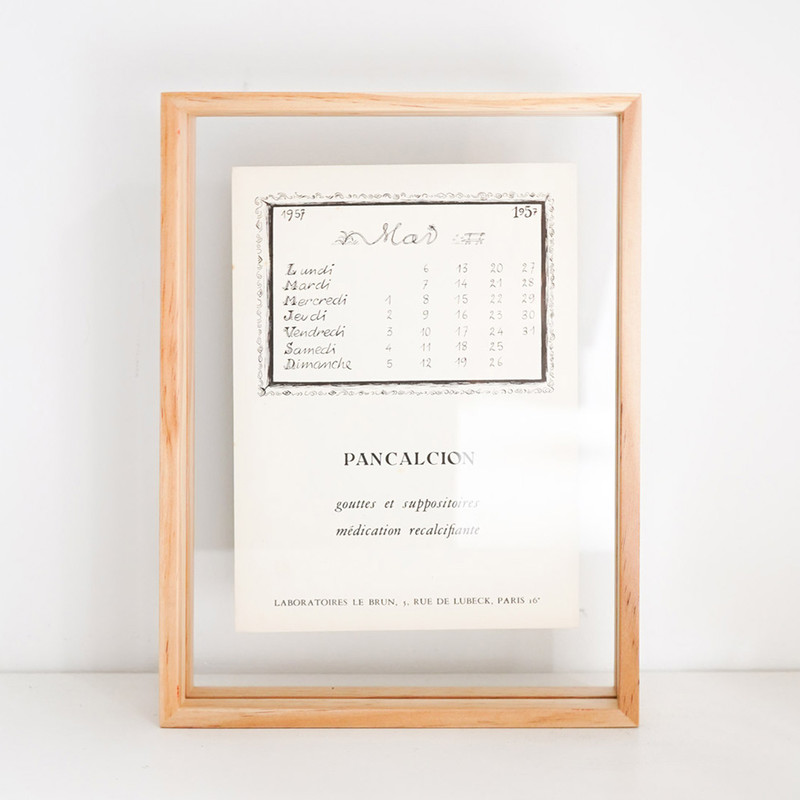 1957 1957
Mai
Lundi 6 13 20 27
Mardi 7 14 21 28
Mercredi 1 8 15 22 29
Jeudi 2 9 16 23 30
Vendredi 3 10 17 24 31
Samedi 4 11 18 25
Dimanche 5 12 19 26
PANCALCION
gouttes et suppositoires
médication recalcifiante
LABORATOIRES LE BRUN, 5, RUE DE LUBECK, PARIS 16ᵉ